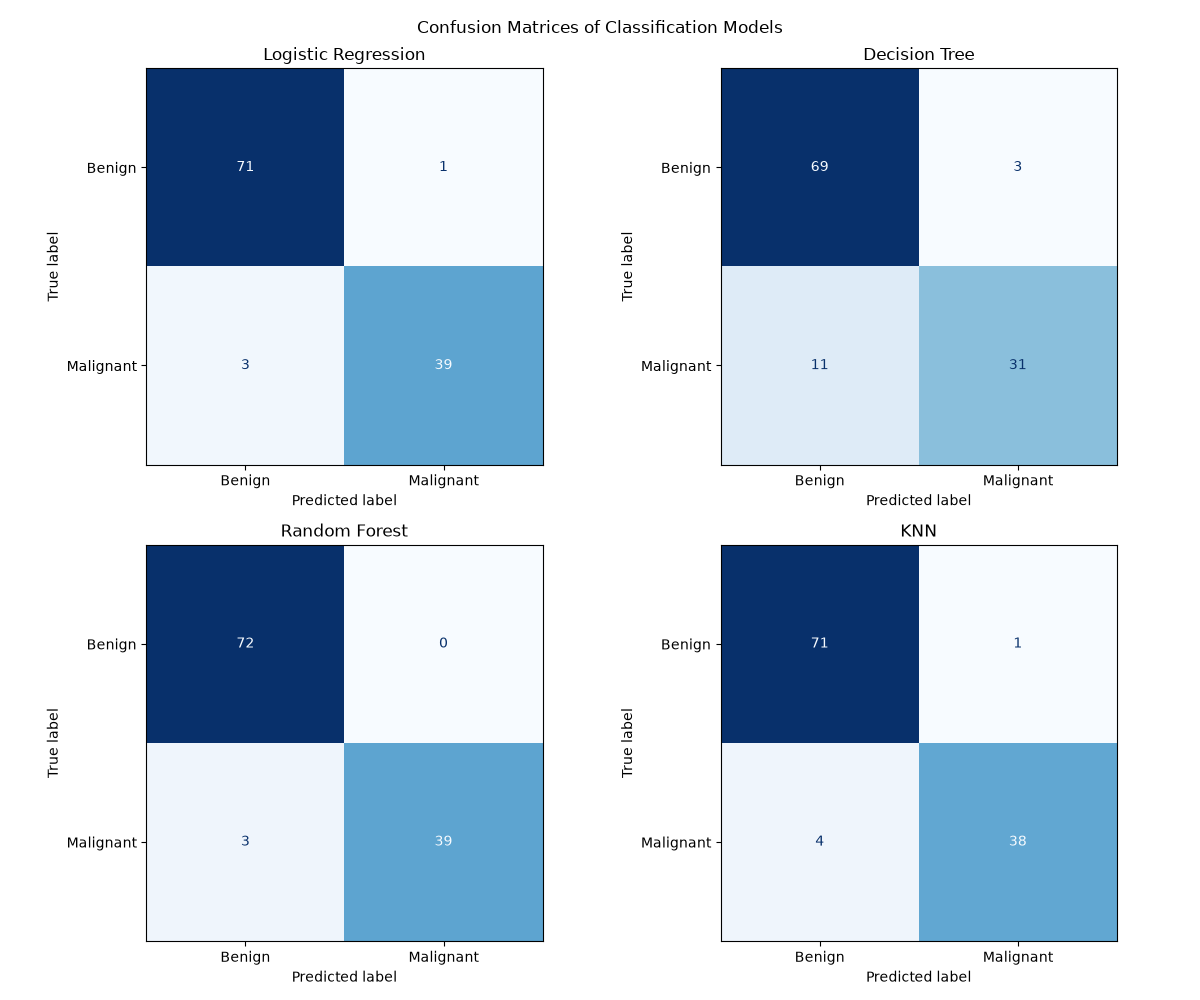 Confusion Matrices of Classification Models
Logistic Regression
True label
Benign
71
1
Malignant
3
39
Benign
Malignant
Predicted label
Decision Tree
True label
Benign
69
3
Malignant
11
31
Benign
Malignant
Predicted label
Random Forest
True label
Benign
72
0
Malignant
3
39
Benign
Malignant
Predicted label
KNN
True label
Benign
71
1
Malignant
4
38
Benign
Malignant
Predicted label